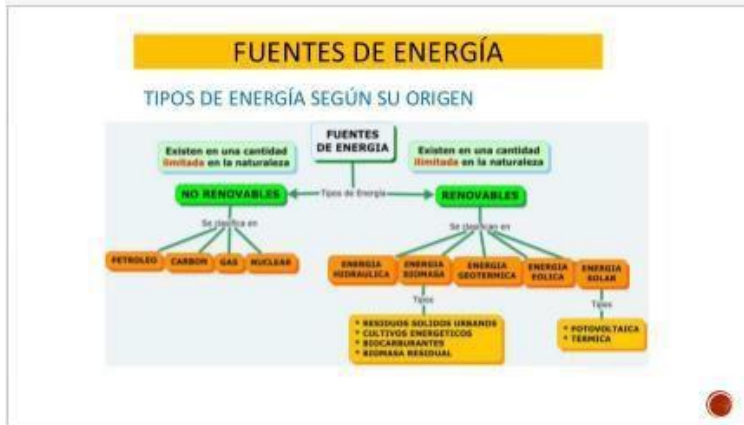 FUENTES DE ENERGÍA
TIPOS DE ENERGÍA SEGÚN SU ORIGEN
FUENTES
DE ENERGIA
Existen en una cantidad
limitada en la naturaleza
Existen en una cantidad
ilimitada en la naturaleza
NO RENOVABLES
Tipos de Energía
RENOVABLES
Se clasifica en
Se clasifican en
PETROLEO
CARBON
GAS
NUCLEAR
ENERGIA
HIDRAULICA
ENERGIA
BIOMASA
ENERGIA
GEOTERMICA
ENERGIA
EOLICA
ENERGIA
SOLAR
Tipos
Tipos
* RESIDUOS SOLIDOS URBANOS
* CULTIVOS ENERGETICOS
* BIOCARBURANTES
* BIOMASA RESIDUAL
* FOTOVOLTAICA
* TERMICA